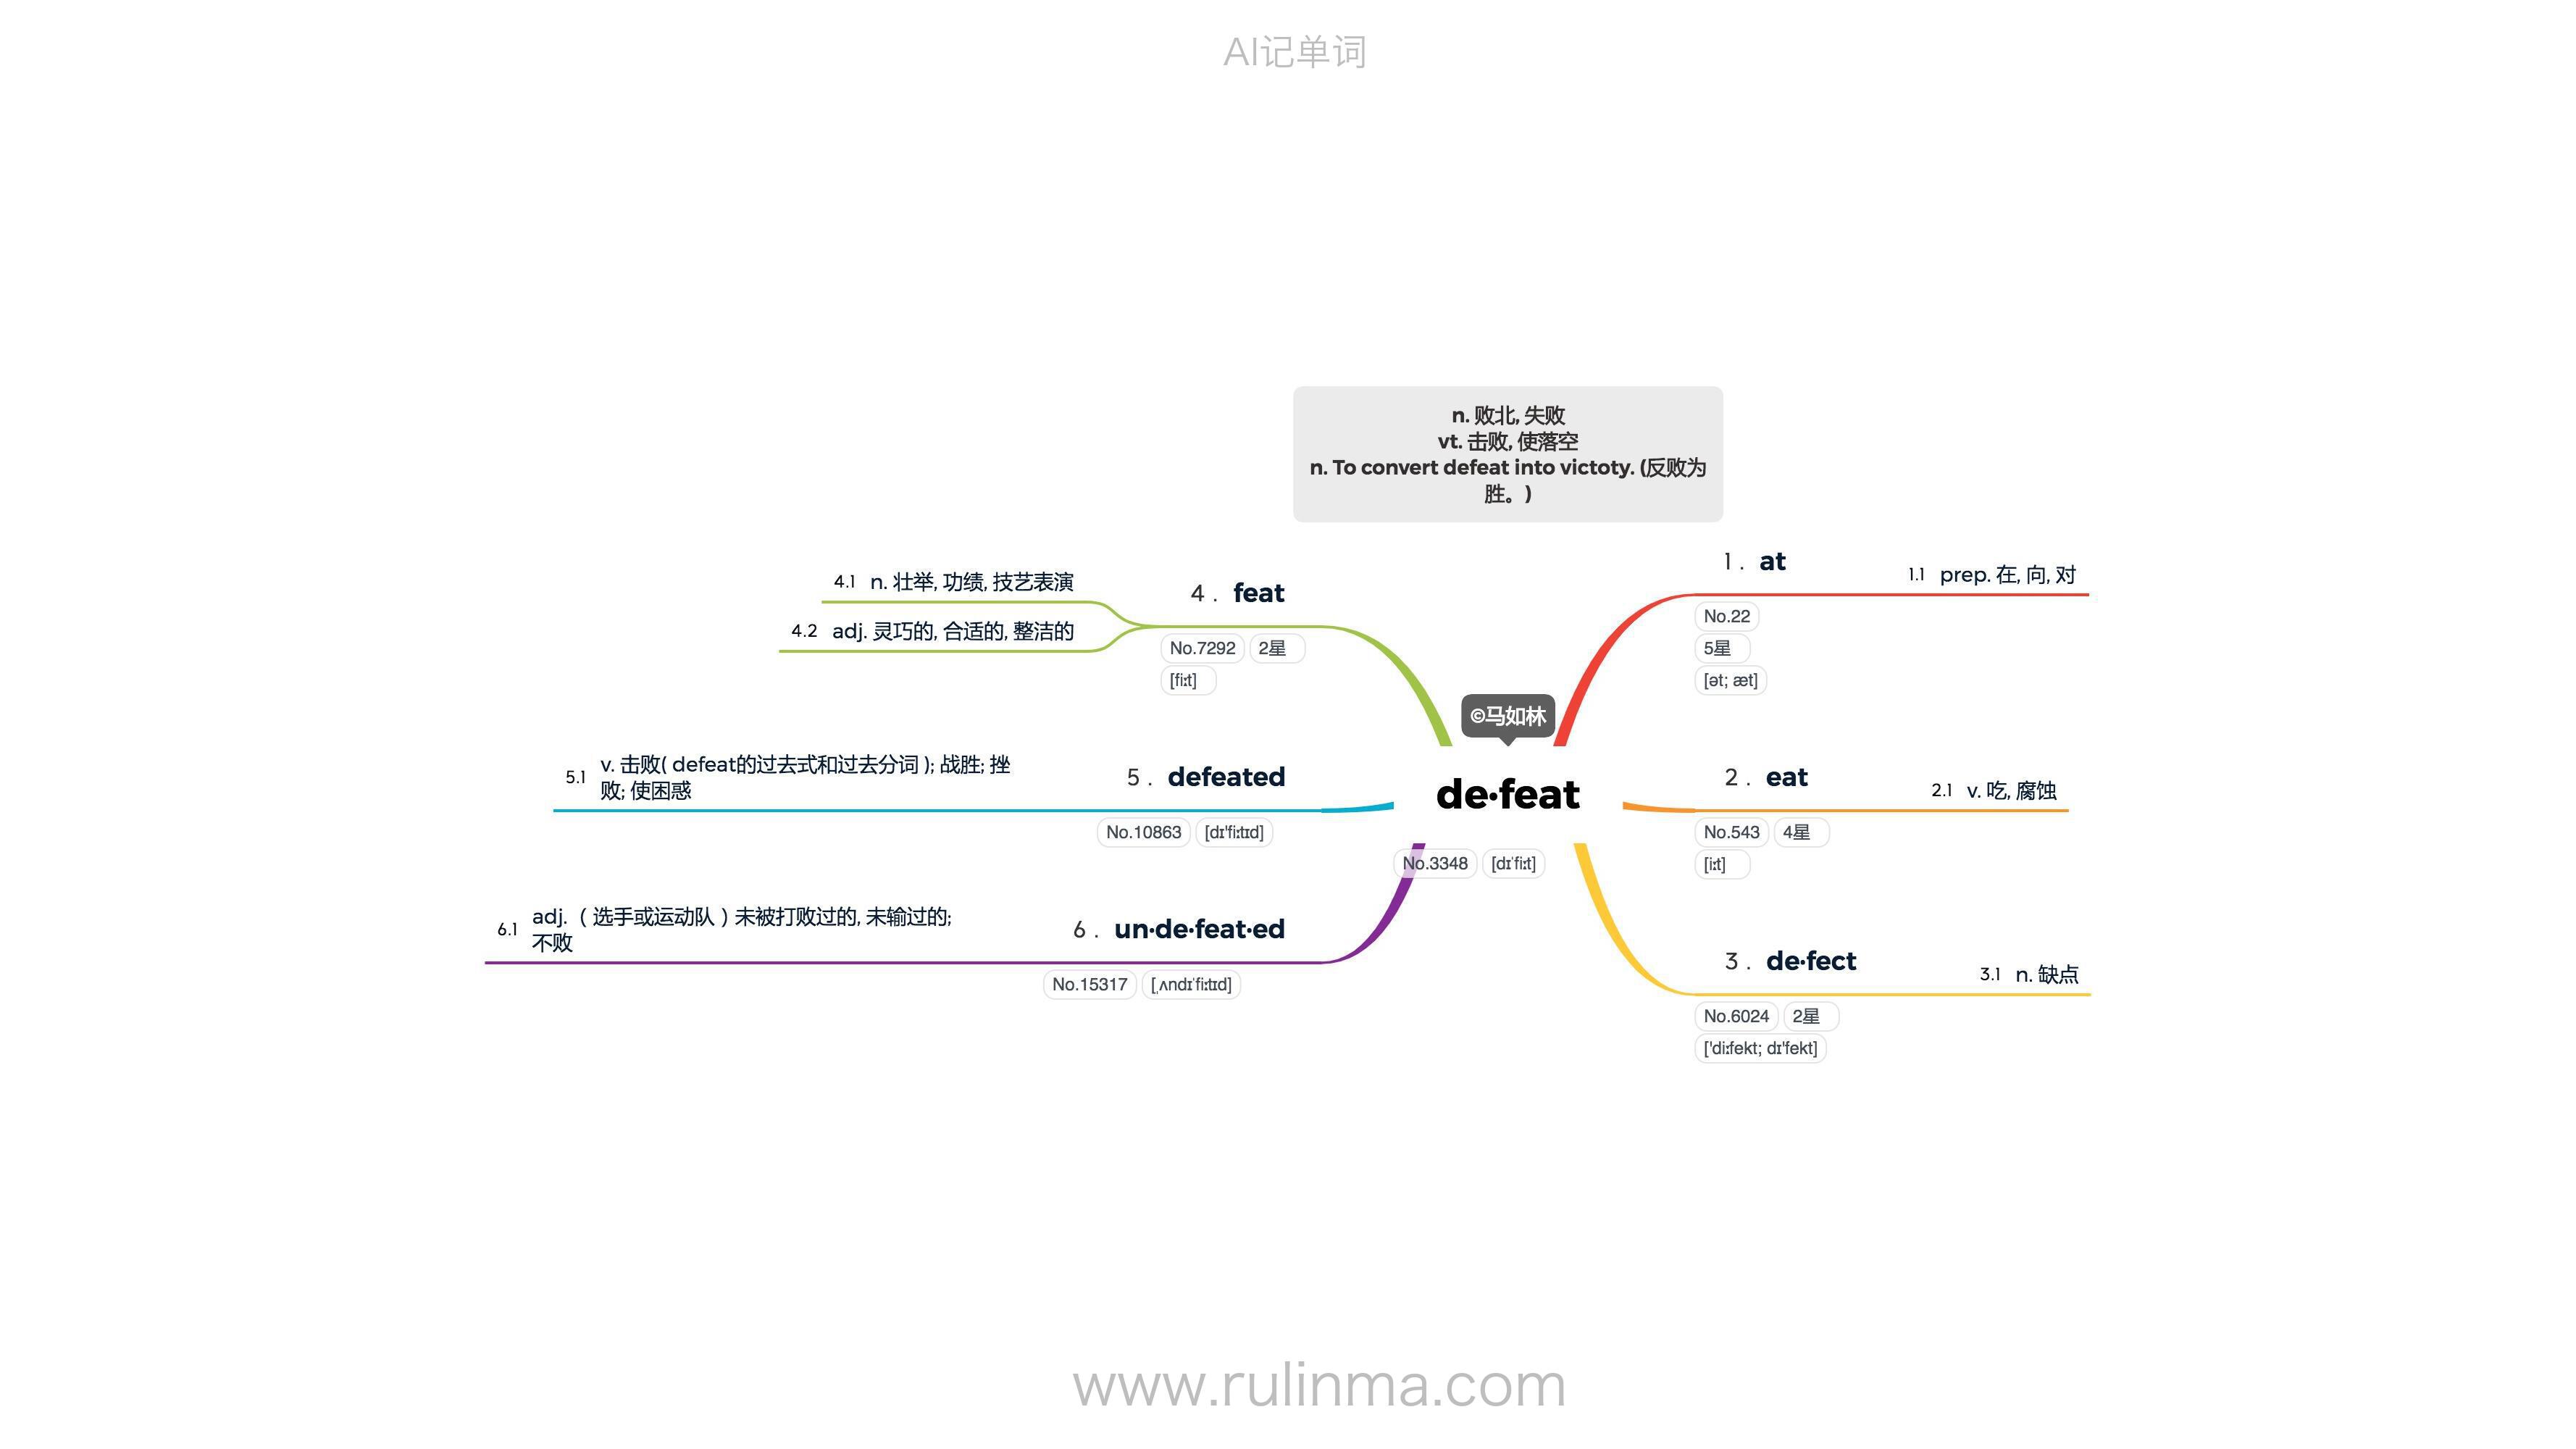 AI记单词
n. 败北, 失败
vt. 击败, 使落空
n. To convert defeat into victoty. (反败为
胜。)
©马如林
de·feat
No.3348 [dɪˈfiːt]
1. at
No.22
5星
[ət; æt]
1.1 prep. 在, 向, 对
2. eat
No.543 4星
[iːt]
2.1 v. 吃, 腐蚀
3. de·fect
No.6024 2星
['diːfekt; dɪ'fekt]
3.1 n. 缺点
4. feat
No.7292 2星
[fiːt]
4.1 n. 壮举, 功绩, 技艺表演
4.2 adj. 灵巧的, 合适的, 整洁的
5. defeated
No.10863 [dɪ'fiːtɪd]
5.1 v. 击败( defeat的过去式和过去分词 ); 战胜; 挫
败; 使困惑
6. un·de·feat·ed
No.15317 [ˌʌndɪˈfiːtɪd]
6.1 adj. （选手或运动队）未被打败过的, 未输过的;
不败
www.rulinma.com